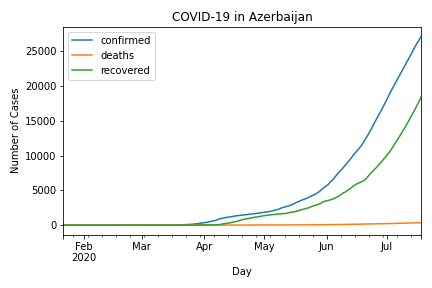 COVID-19 in Azerbaijan
confirmed
deaths
recovered
Number of Cases
25000
20000
15000
10000
5000
0
Feb Mar Apr May Jun Jul
2020
Day